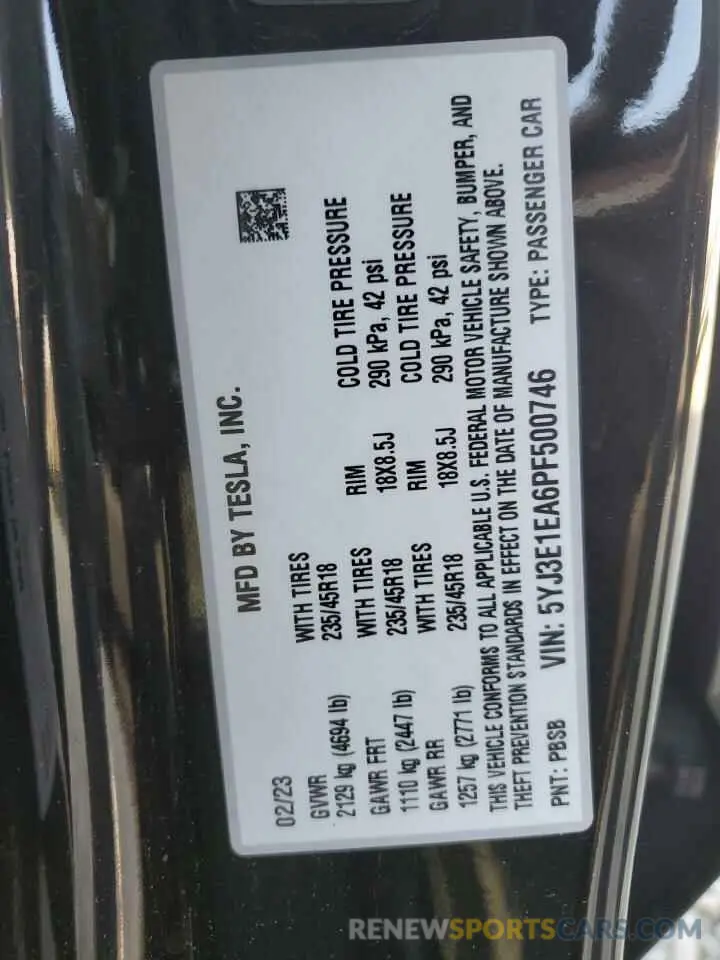 MFD BY TESLA, INC.
02/23
GVWR
2129 kg (4694 lb)
WITH TIRES
235/45R18
RIM
18X8.5J
COLD TIRE PRESSURE
290 kPa, 42 psi
GAWR FRT
1110 kg (2447 lb)
WITH TIRES
235/45R18
RIM
18X8.5J
COLD TIRE PRESSURE
290 kPa, 42 psi
GAWR RR
1257 kg (2771 lb)
WITH TIRES
235/45R18
THIS VEHICLE CONFORMS TO ALL APPLICABLE U.S. FEDERAL MOTOR VEHICLE SAFETY, BUMPER, AND
THEFT PREVENTION STANDARDS IN EFFECT ON THE DATE OF MANUFACTURE SHOWN ABOVE.
PNT: PBSB VIN: 5YJ3E1EA6PF500746 TYPE: PASSENGER CAR
RENEWSPORTSCARS.COM